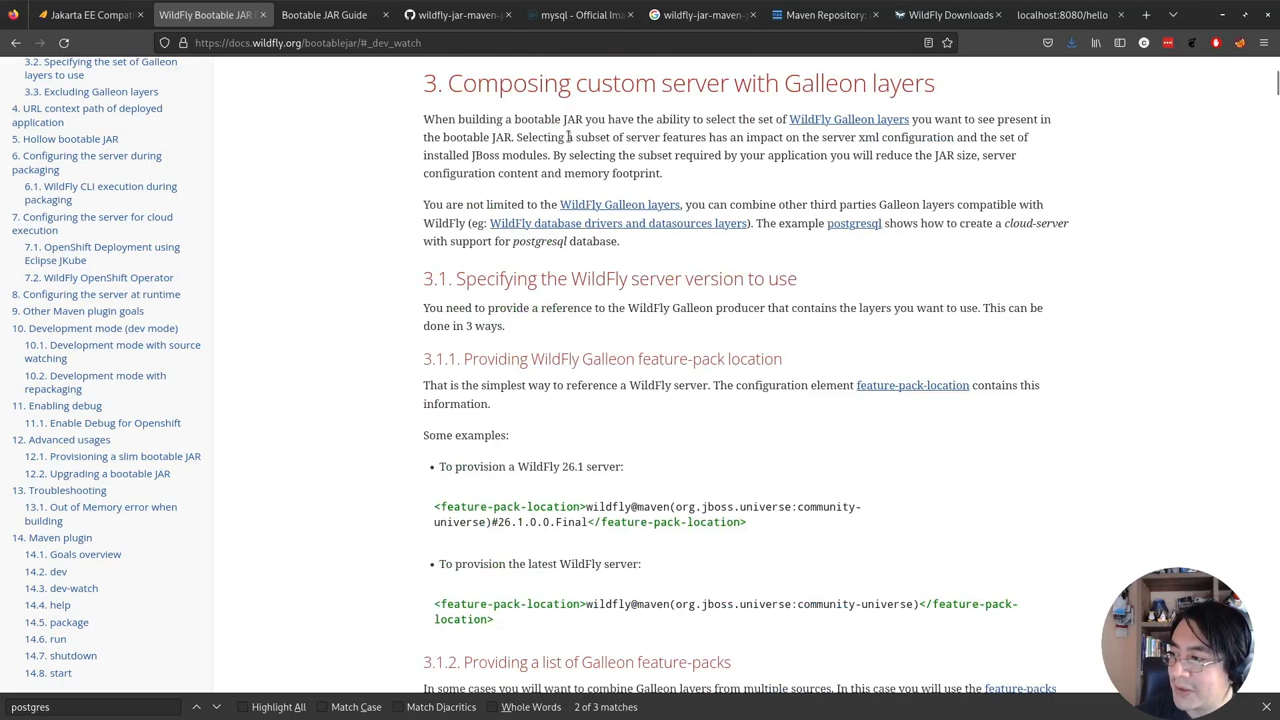 Jakarta EE Compati
WildFly Bootable JAR
Bootable JAR Guide
wildfly-jar-maven-p
mysql - Official Ima
wildfly-jar-maven-p
Maven Repository:
WildFly Downloads
localhost:8080/hello
https://docs.wildfly.org/bootablejar/#_dev_watch
3.2. Specifying the set of Galleon
layers to use
3.3. Excluding Galleon layers
4. URL context path of deployed
application
5. Hollow bootable JAR
6. Configuring the server during
packaging
6.1. WildFly CLI execution during
packaging
7. Configuring the server for cloud
execution
7.1. OpenShift Deployment using
Eclipse JKube
7.2. WildFly OpenShift Operator
8. Configuring the server at runtime
9. Other Maven plugin goals
10. Development mode (dev mode)
10.1. Development mode with source
watching
10.2. Development mode with
repackaging
11. Enabling debug
11.1. Enable Debug for Openshift
12. Advanced usages
12.1. Provisioning a slim bootable JAR
12.2. Upgrading a bootable JAR
13. Troubleshooting
13.1. Out of Memory error when
building
14. Maven plugin
14.1. Goals overview
14.2. dev
14.3. dev-watch
14.4. help
14.5. package
14.6. run
14.7. shutdown
14.8. start
3. Composing custom server with Galleon layers
When building a bootable JAR you have the ability to select the set of WildFly Galleon layers you want to see present in
the bootable JAR. Selecting a subset of server features has an impact on the server xml configuration and the set of
installed JBoss modules. By selecting the subset required by your application you will reduce the JAR size, server
configuration content and memory footprint.
You are not limited to the WildFly Galleon layers, you can combine other third parties Galleon layers compatible with
WildFly (eg: WildFly database drivers and datasources layers). The example postgresql shows how to create a cloud-server
with support for postgresql database.
3.1. Specifying the WildFly server version to use
You need to provide a reference to the WildFly Galleon producer that contains the layers you want to use. This can be
done in 3 ways.
3.1.1. Providing WildFly Galleon feature-pack location
That is the simplest way to reference a WildFly server. The configuration element feature-pack-location contains this
information.
Some examples:
• To provision a WildFly 26.1 server:
<feature-pack-location>wildfly@maven(org.jboss.universe:community-
universe)#26.1.0.0.Final</feature-pack-location>
• To provision the latest WildFly server:
<feature-pack-location>wildfly@maven(org.jboss.universe:community-universe)</feature-pack-
location>
3.1.2. Providing a list of Galleon feature-packs
In some cases you will want to combine Galleon layers from multiple sources. In this case you will use the feature-packs
postgres
Highlight All
Match Case
Match Diacritics
Whole Words
2 of 3 matches